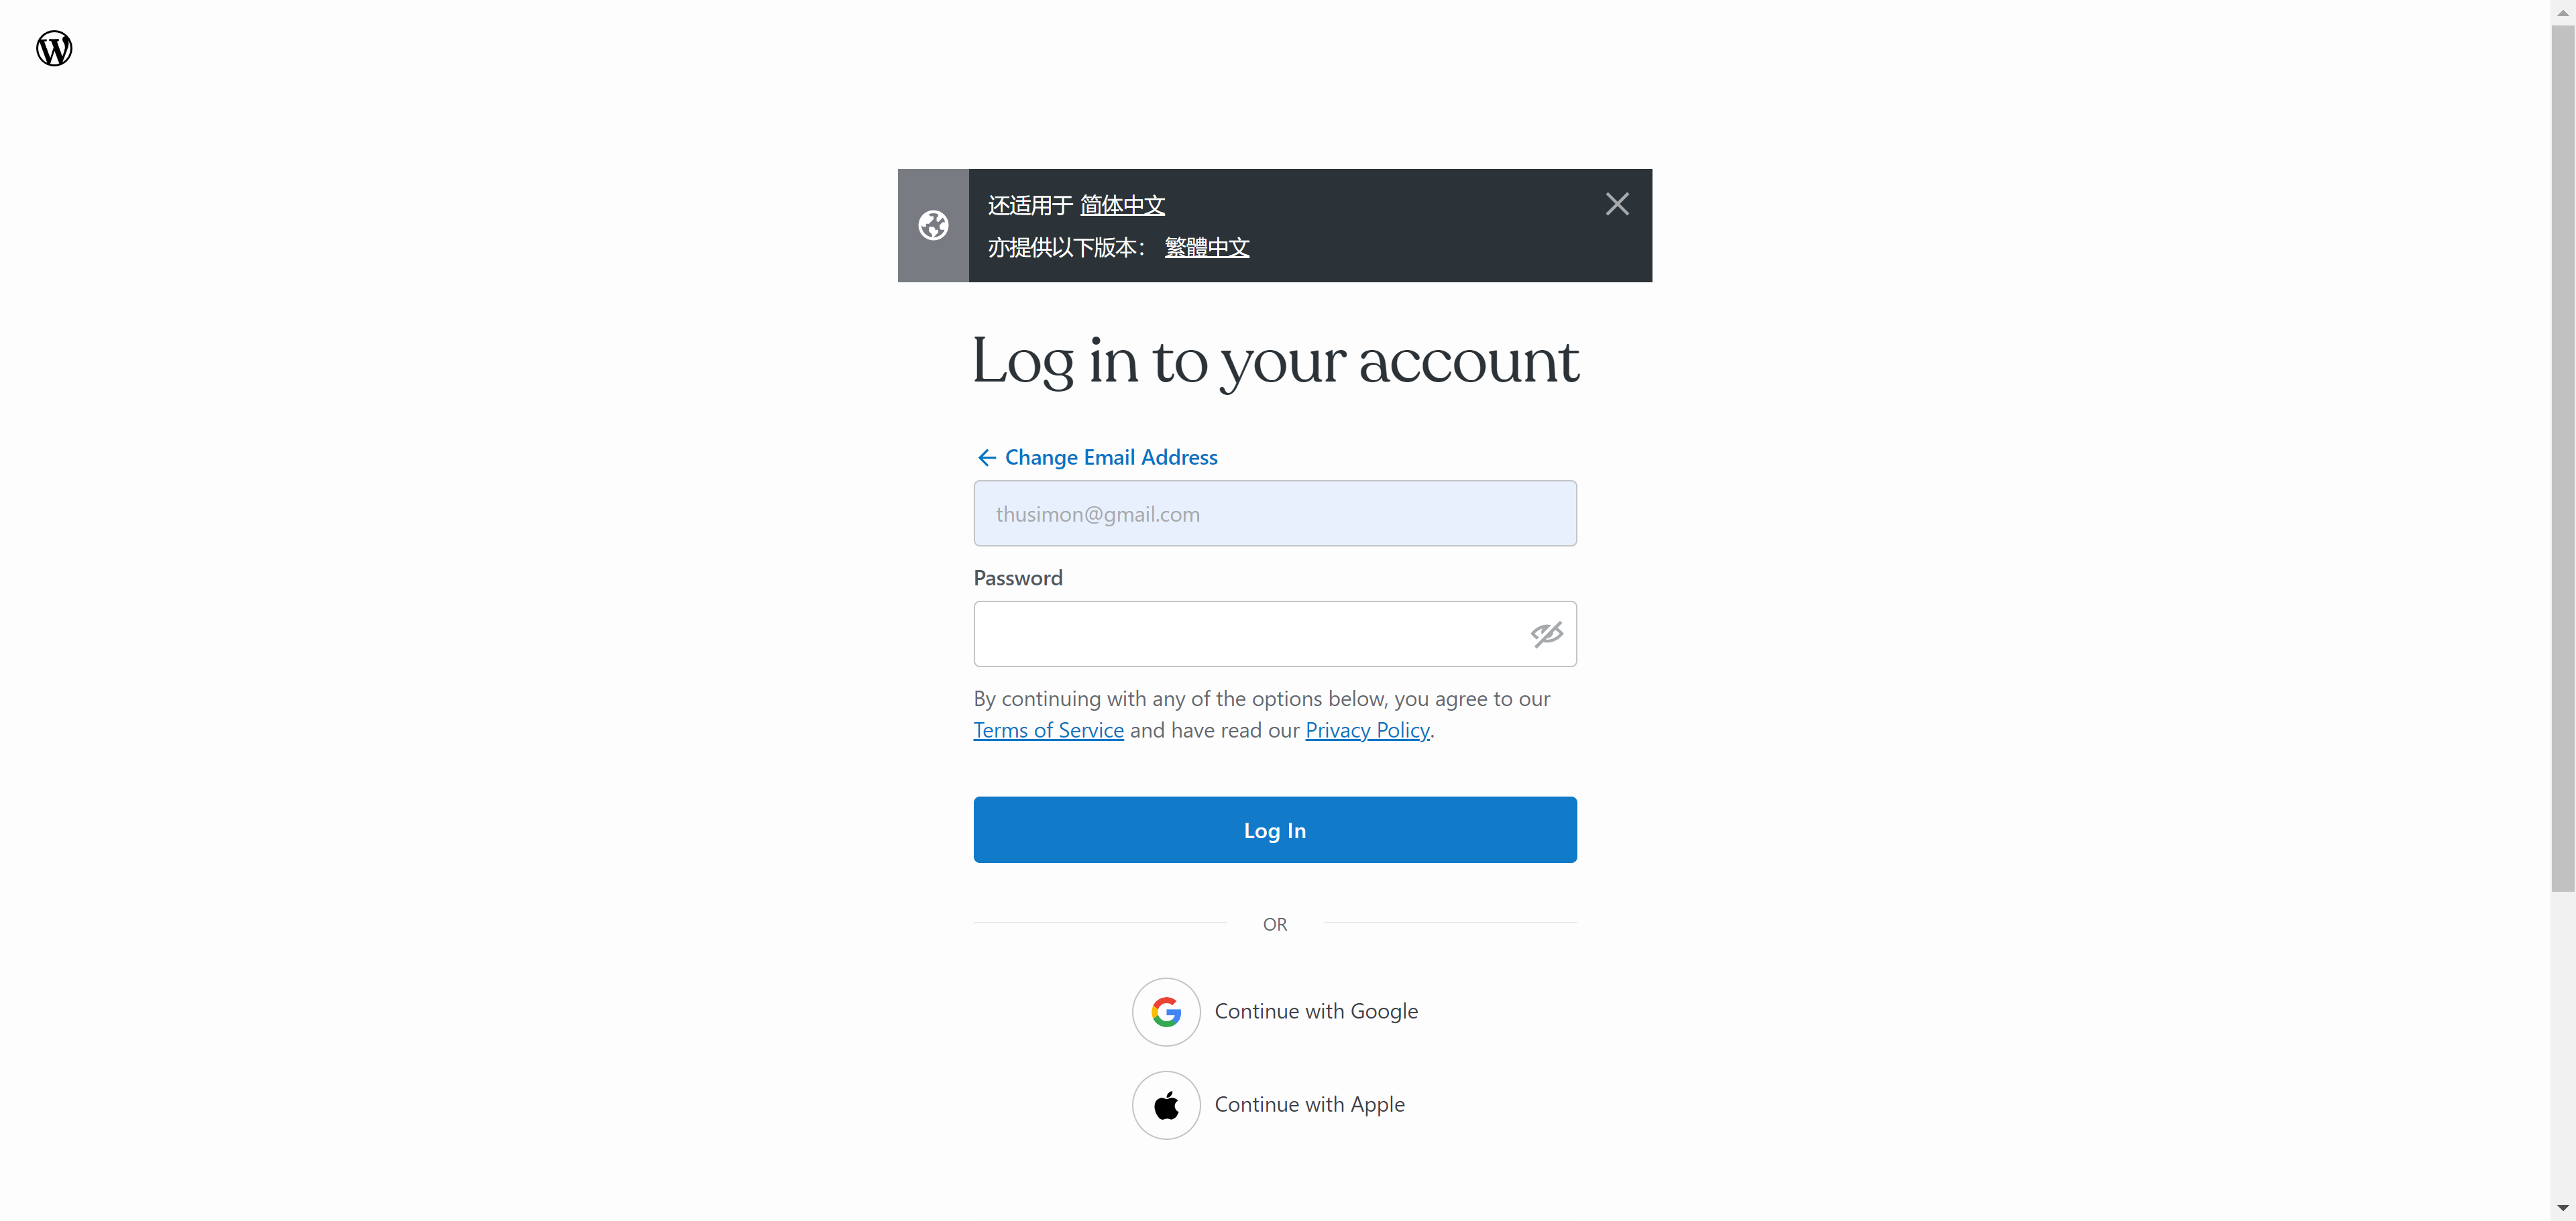 还适用于 简体中文
亦提供以下版本： 繁體中文
Log in to your account
Change Email Address
thusimon@gmail.com
Password
By continuing with any of the options below, you agree to our
Terms of Service and have read our Privacy Policy.
Log In
OR
Continue with Google
Continue with Apple